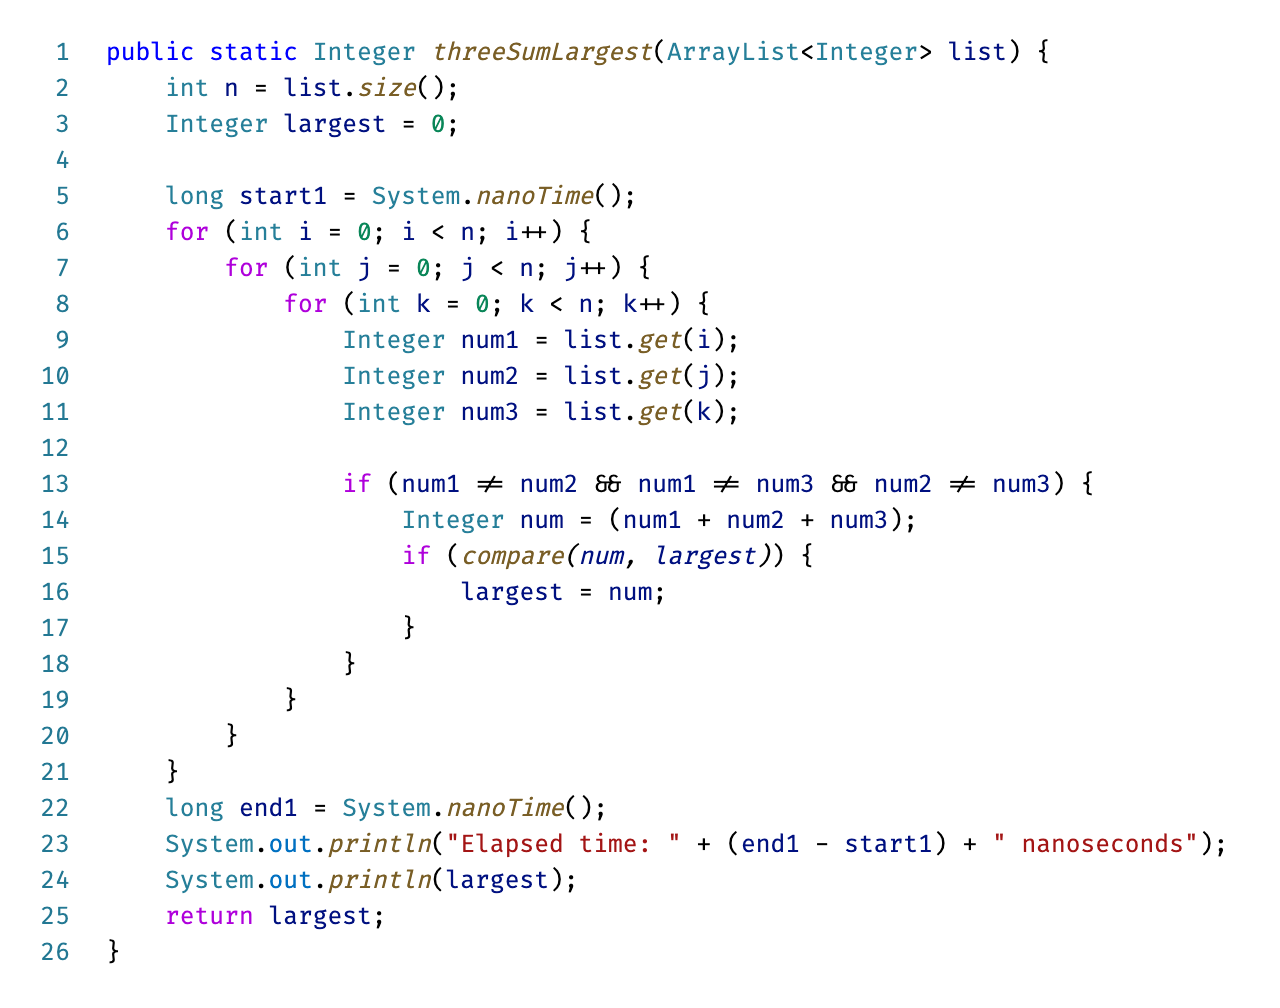 1 public static Integer threeSumLargest(ArrayList<Integer> list) {
2     int n = list.size();
3     Integer largest = 0;
4
5     long start1 = System.nanoTime();
6     for (int i = 0; i < n; i++) {
7         for (int j = 0; j < n; j++) {
8             for (int k = 0; k < n; k++) {
9                 Integer num1 = list.get(i);
10                 Integer num2 = list.get(j);
11                 Integer num3 = list.get(k);
12
13                 if (num1 != num2 && num1 != num3 && num2 != num3) {
14                     Integer num = (num1 + num2 + num3);
15                     if (compare(num, largest)) {
16                         largest = num;
17                     }
18                 }
19             }
20         }
21     }
22     long end1 = System.nanoTime();
23     System.out.println("Elapsed time: " + (end1 - start1) + " nanoseconds");
24     System.out.println(largest);
25     return largest;
26 }